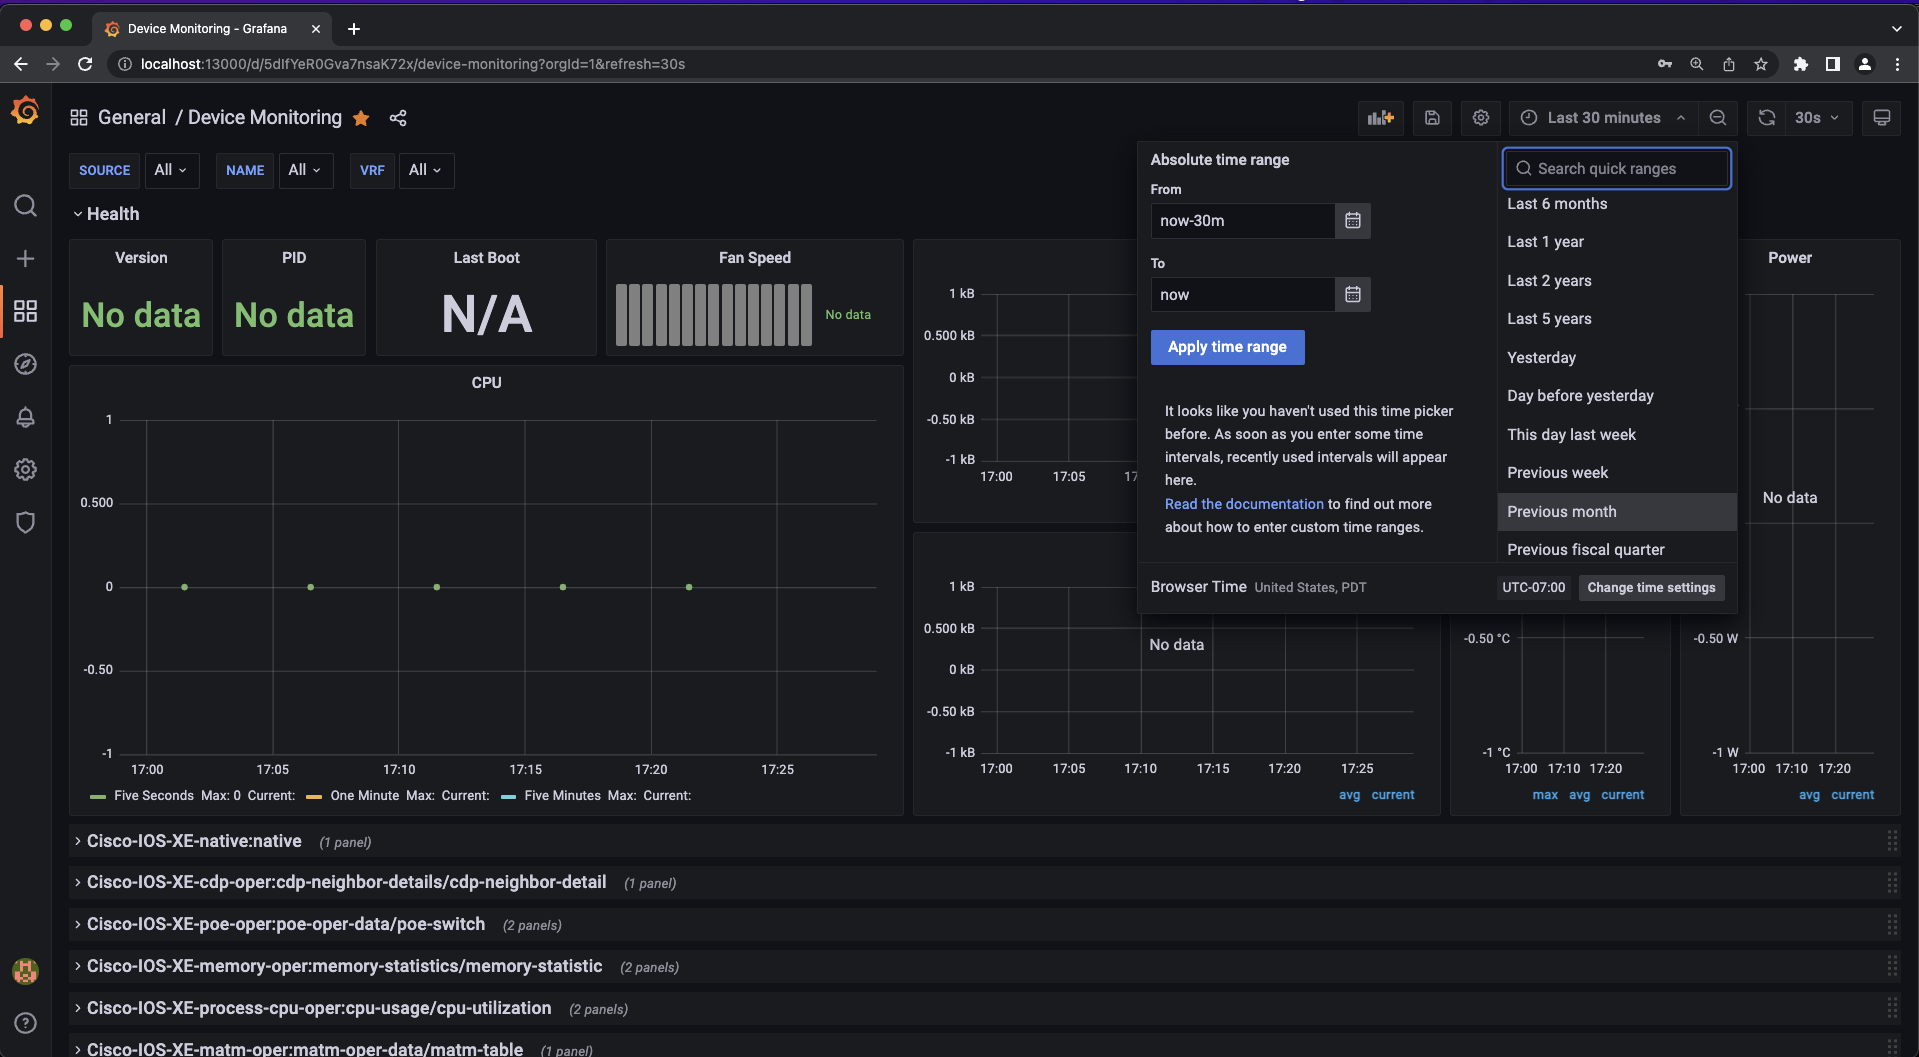 Device Monitoring - Grafana
localhost:13000/d/5dIfYeR0Gva7nsaK72x/device-monitoring?orgId=1&refresh=30s
General / Device Monitoring
Last 30 minutes
30s
SOURCE All NAME All VRF All
Health
Version
No data
PID
No data
Last Boot
N/A
Fan Speed
No data
1 kB
0.500 kB
0 kB
-0.50 kB
-1 kB
17:00 17:05 17
Absolute time range
From
now-30m
To
now
Apply time range
It looks like you haven't used this time picker
before. As soon as you enter some time
intervals, recently used intervals will appear
here.
Read the documentation to find out more
about how to enter custom time ranges.
Search quick ranges
Last 6 months
Last 1 year
Last 2 years
Last 5 years
Yesterday
Day before yesterday
This day last week
Previous week
Previous month
Previous fiscal quarter
Browser Time United States, PDT
UTC-07:00 Change time settings
Power
No data
-0.50 W
-1 W
17:00 17:10 17:20
avg current
CPU
1
0.500
0
-0.50
-1
17:00 17:05 17:10 17:15 17:20 17:25
Five Seconds Max: 0 Current: One Minute Max: Current: Five Minutes Max: Current:
1 kB
0.500 kB
0 kB
-0.50 kB
-1 kB
No data
17:00 17:05 17:10 17:15 17:20 17:25
avg current
-0.50 °C
-1 °C
17:00 17:10 17:20
max avg current
Cisco-IOS-XE-native:native (1 panel)
Cisco-IOS-XE-cdp-oper:cdp-neighbor-details/cdp-neighbor-detail (1 panel)
Cisco-IOS-XE-poe-oper:poe-oper-data/poe-switch (2 panels)
Cisco-IOS-XE-memory-oper:memory-statistics/memory-statistic (2 panels)
Cisco-IOS-XE-process-cpu-oper:cpu-usage/cpu-utilization (2 panels)
Cisco-IOS-XE-matm-oper:matm-oper-data/matm-table (1 panel)